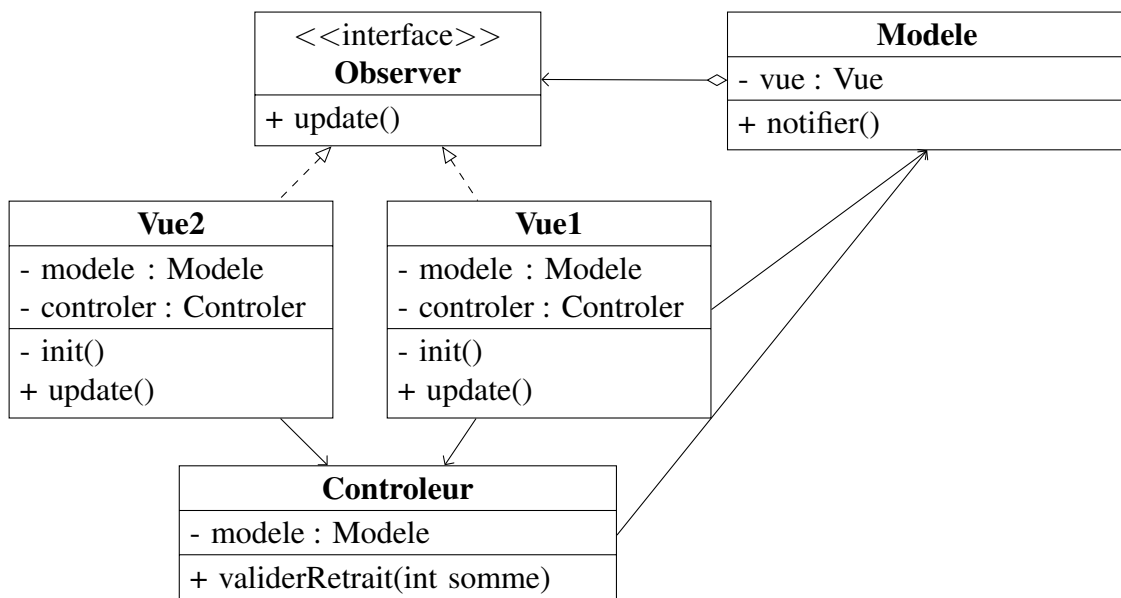 <<interface>>
Observer
+ update()
Modele
- vue : Vue
+ notifier()
Vue2
- modele : Modele
- controler : Controler
- init()
+ update()
Vue1
- modele : Modele
- controler : Controler
- init()
+ update()
Controleur
- modele : Modele
+ validerRetrait(int somme)